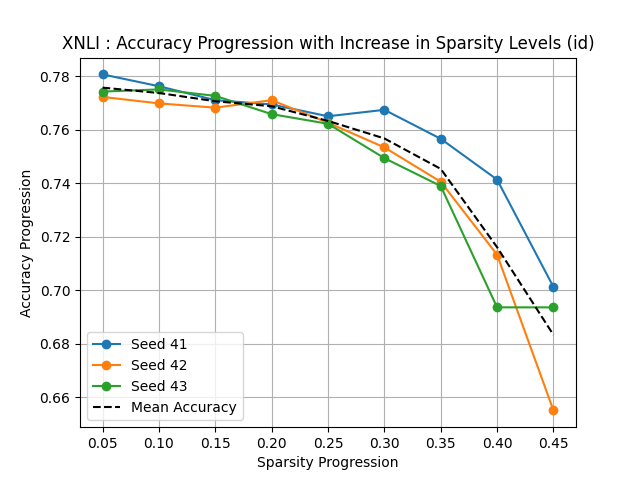 XNLI : Accuracy Progression with Increase in Sparsity Levels (id)
Accuracy Progression
0.78
0.76
0.74
0.72
0.70
0.68
0.66
Seed 41
Seed 42
Seed 43
Mean Accuracy
0.05 0.10 0.15 0.20 0.25 0.30 0.35 0.40 0.45
Sparsity Progression